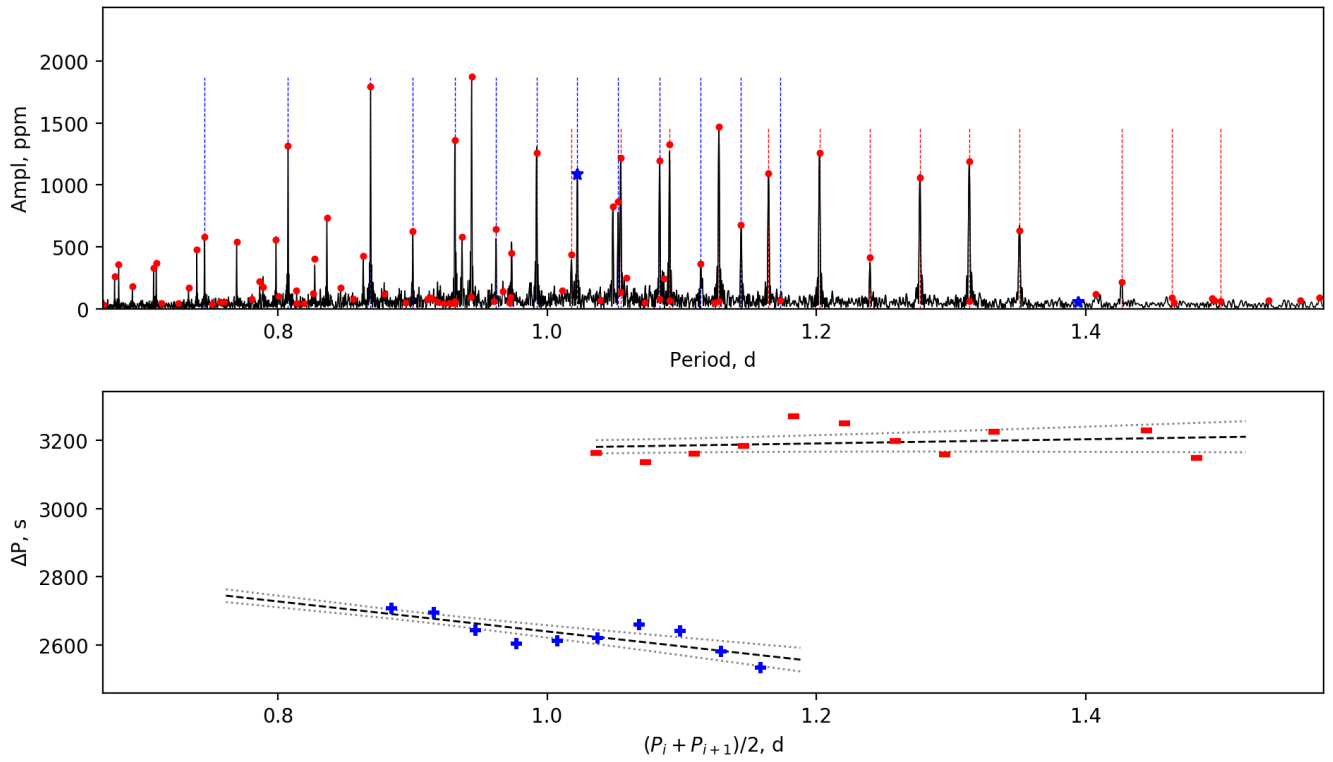 2000
1500
1000
500
0
Ampl, ppm
0.8 1.0 1.2 1.4
Period, d
3200
3000
2800
2600
ΔP, s
0.8 1.0 1.2 1.4
(P_i + P_{i+1})/2, d